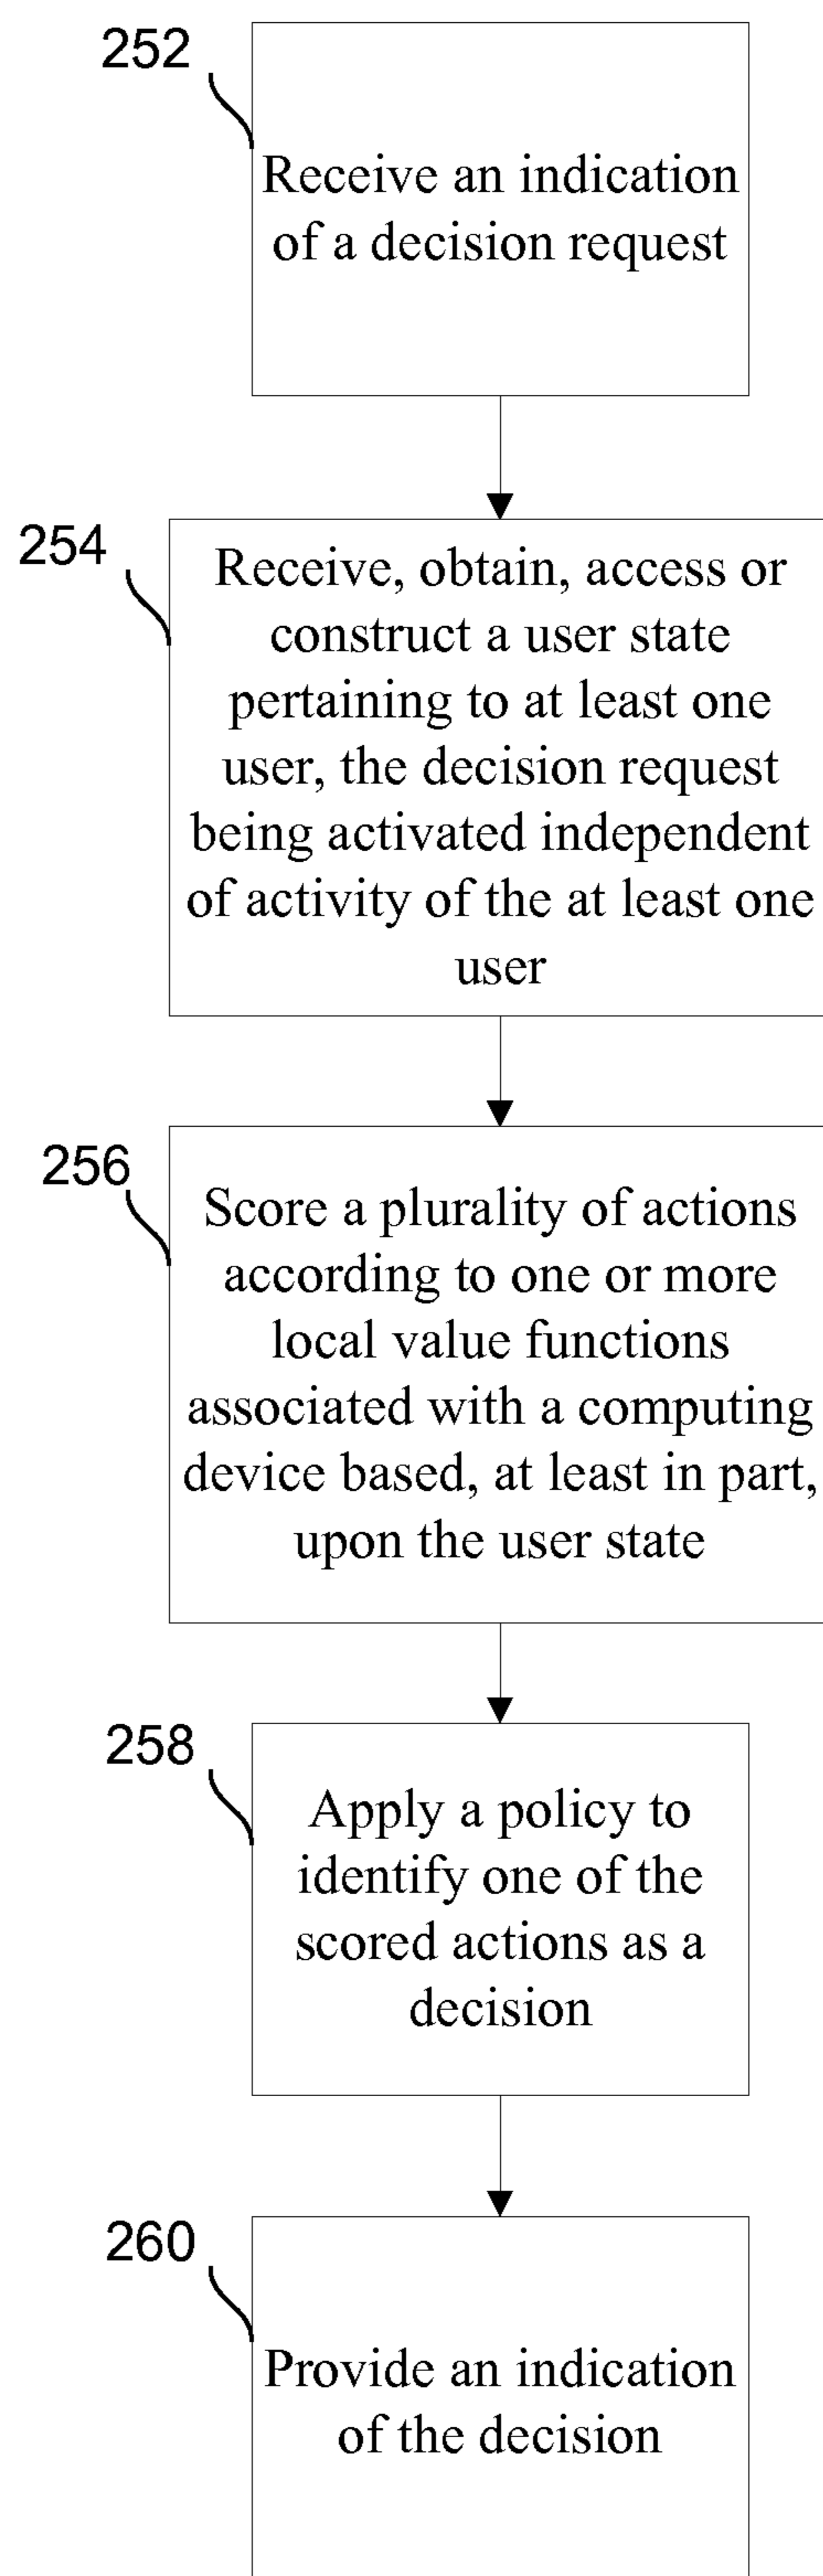 252
Receive an indication
of a decision request
254
Receive, obtain, access or
construct a user state
pertaining to at least one
user, the decision request
being activated independent
of activity of the at least one
user
256
Score a plurality of actions
according to one or more
local value functions
associated with a computing
device based, at least in part,
upon the user state
258
Apply a policy to
identify one of the
scored actions as a
decision
260
Provide an indication
of the decision